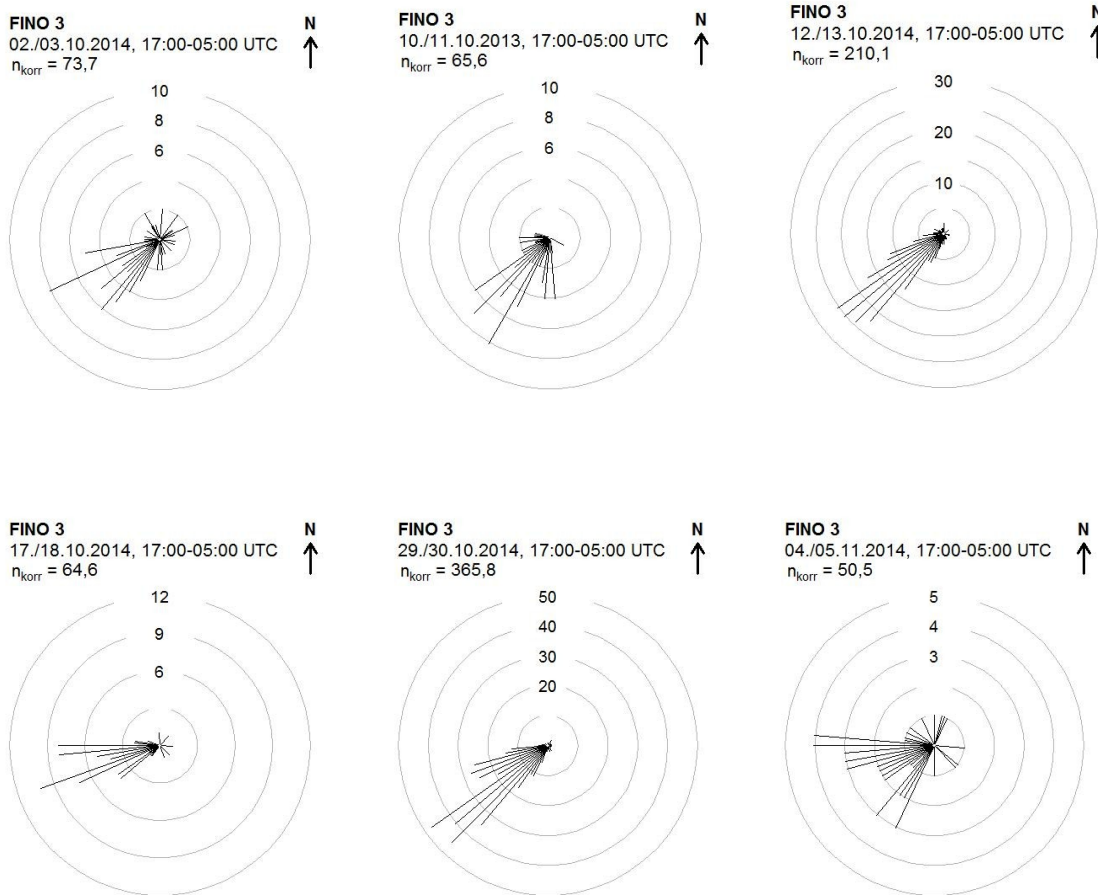 FINO 3
N
02./03.10.2014, 17:00-05:00 UTC
nkorr = 73,7
10
8
6
FINO 3
N
10./11.10.2013, 17:00-05:00 UTC
nkorr = 65,6
10
8
6
FINO 3
N
12./13.10.2014, 17:00-05:00 UTC
nkorr = 210,1
30
20
10
FINO 3
N
17./18.10.2014, 17:00-05:00 UTC
nkorr = 64,6
12
9
6
FINO 3
N
29./30.10.2014, 17:00-05:00 UTC
nkorr = 365,8
50
40
30
20
FINO 3
N
04./05.11.2014, 17:00-05:00 UTC
nkorr = 50,5
5
4
3